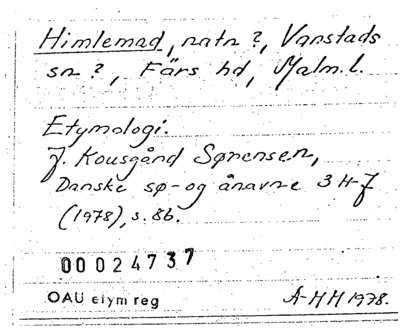 Himlemad, natn ?, Vanstads
sn ?, Färs hd, Malm. l.
Etymologi.
J. Kousgård Sørensen,
Danske sø- og ånavne 3 H-J
(1978), s. 86.
00024737
OAU etym reg
A-HH 1978.